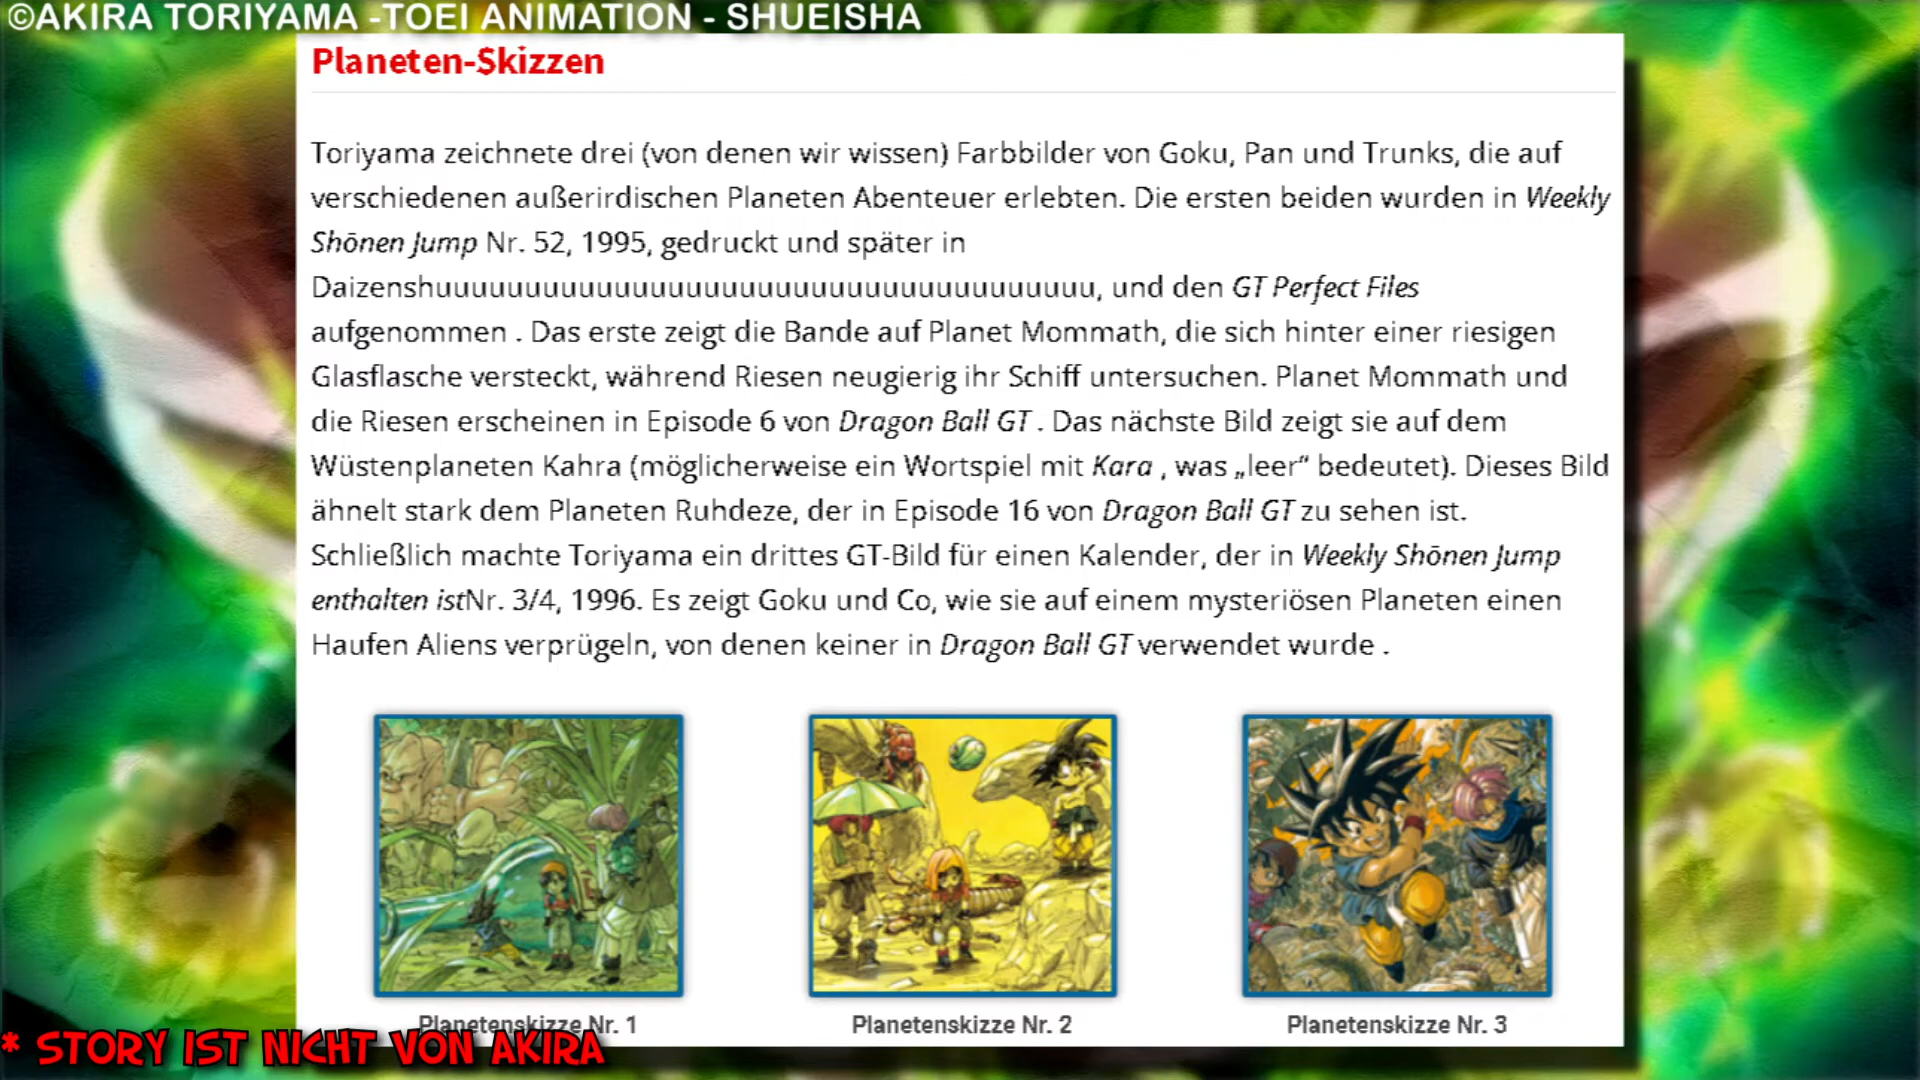 ©AKIRA TORIYAMA -TOEI ANIMATION - SHUEISHA
Planeten-Skizzen
Toriyama zeichnete drei (von denen wir wissen) Farbbilder von Goku, Pan und Trunks, die auf
verschiedenen außerirdischen Planeten Abenteuer erlebten. Die ersten beiden wurden in Weekly
Shōnen Jump Nr. 52, 1995, gedruckt und später in
Daizenshuuuuuuuuuuuuuuuuuuuuuuuuuuuuuuuuuuuuu, und den GT Perfect Files
aufgenommen . Das erste zeigt die Bande auf Planet Mommath, die sich hinter einer riesigen
Glasflasche versteckt, während Riesen neugierig ihr Schiff untersuchen. Planet Mommath und
die Riesen erscheinen in Episode 6 von Dragon Ball GT . Das nächste Bild zeigt sie auf dem
Wüstenplaneten Kahra (möglicherweise ein Wortspiel mit Kara , was „leer“ bedeutet). Dieses Bild
ähnelt stark dem Planeten Ruhdeze, der in Episode 16 von Dragon Ball GT zu sehen ist.
Schließlich machte Toriyama ein drittes GT-Bild für einen Kalender, der in Weekly Shōnen Jump
enthalten istNr. 3/4, 1996. Es zeigt Goku und Co, wie sie auf einem mysteriösen Planeten einen
Haufen Aliens verprügeln, von denen keiner in Dragon Ball GT verwendet wurde .
Planetenskizze Nr. 1
Planetenskizze Nr. 2
Planetenskizze Nr. 3
* STORY IST NICHT VON AKIRA